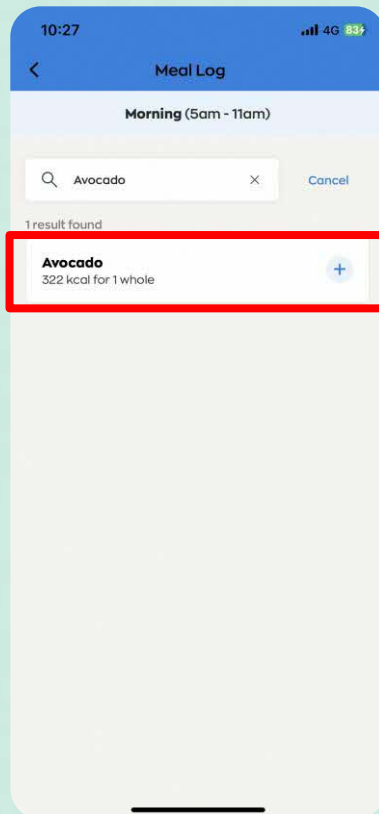 10:27 4G 83
Meal Log
Morning (5am - 11am)
Avocado Cancel
1 result found
Avocado
322 kcal for 1 whole